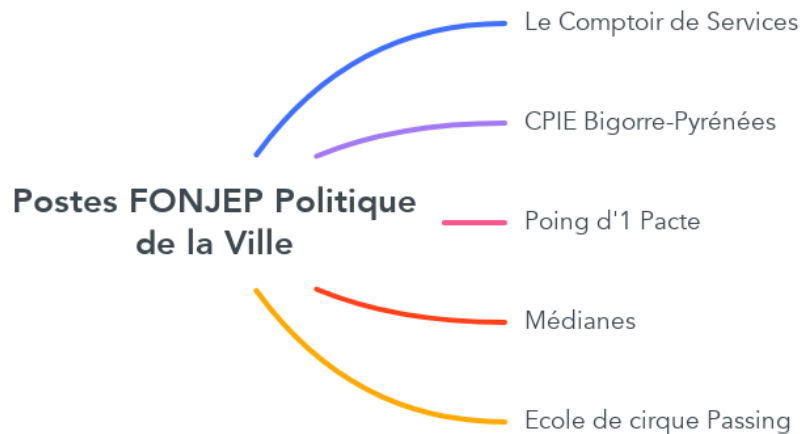 Le Comptoir de Services
CPIE Bigorre-Pyrénées
Postes FONJEP Politique
de la Ville
Poing d'1 Pacte
Médianes
Ecole de cirque Passing